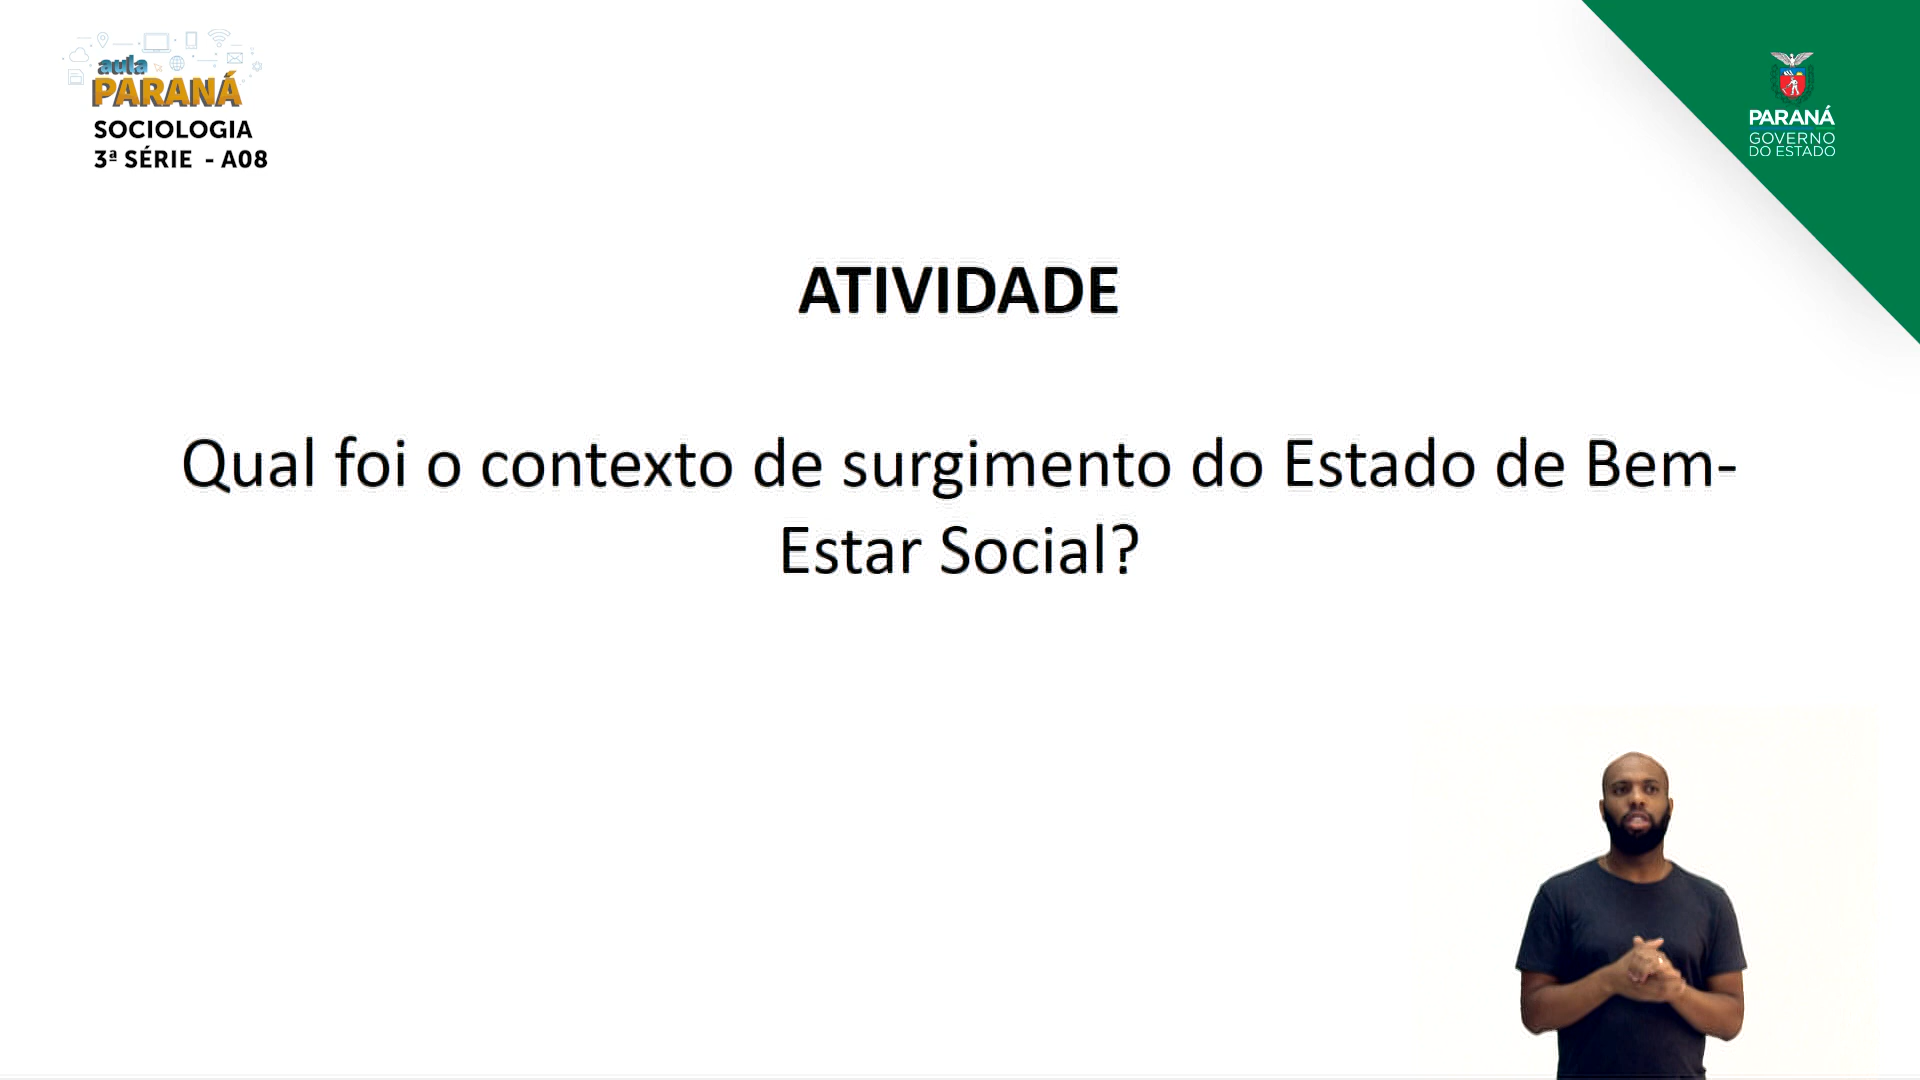 aula
PARANÁ
SOCIOLOGIA
3ª SÉRIE - A08
PARANÁ
GOVERNO
DO ESTADO
ATIVIDADE
Qual foi o contexto de surgimento do Estado de Bem-
Estar Social?